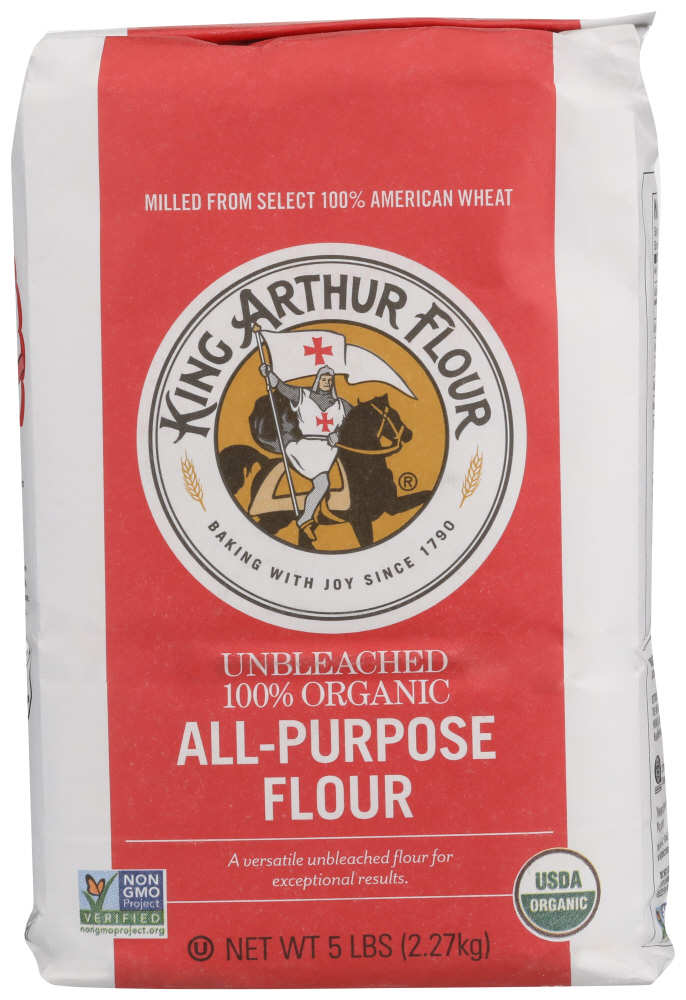 MILLED FROM SELECT 100% AMERICAN WHEAT
KING ARTHUR FLOUR
®
BAKING WITH JOY SINCE 1790
UNBLEACHED
100% ORGANIC
ALL-PURPOSE
FLOUR
A versatile unbleached flour for
exceptional results.
NON
GMO
Project
VERIFIED
nongmoproject.org
USDA
ORGANIC
U NET WT 5 LBS (2.27kg)